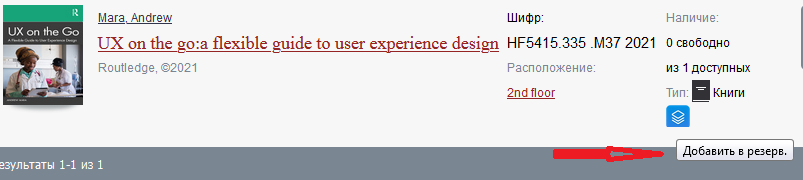 Mara, Andrew
UX on the go:a flexible guide to user experience design
Routledge, ©2021
UX on the Go
A Flexible Guide to User Experience Design
Шифр:
HF5415.335 .M37 2021
Расположение:
2nd floor
Наличие:
0 свободно
из 1 доступных
Тип: Книги
Добавить в резерв.
езультаты 1-1 из 1